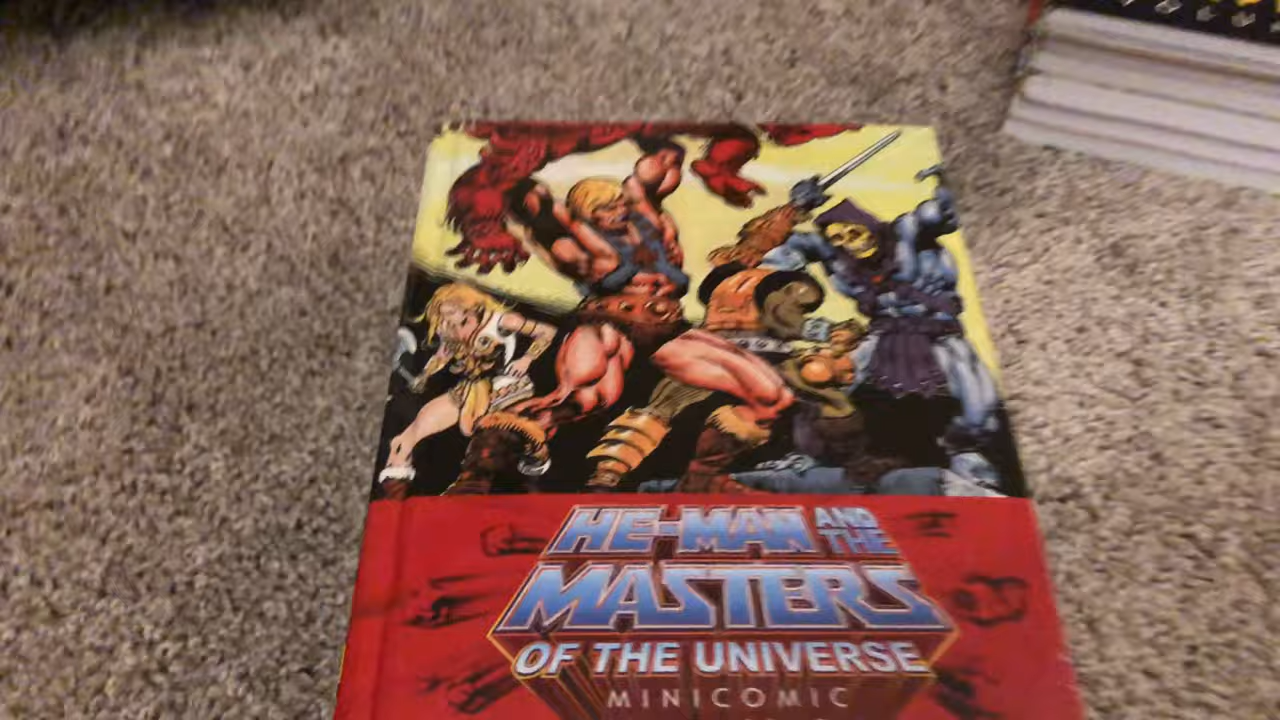 HE-MAN AND THE
MASTERS
OF THE UNIVERSE
MINICOMIC